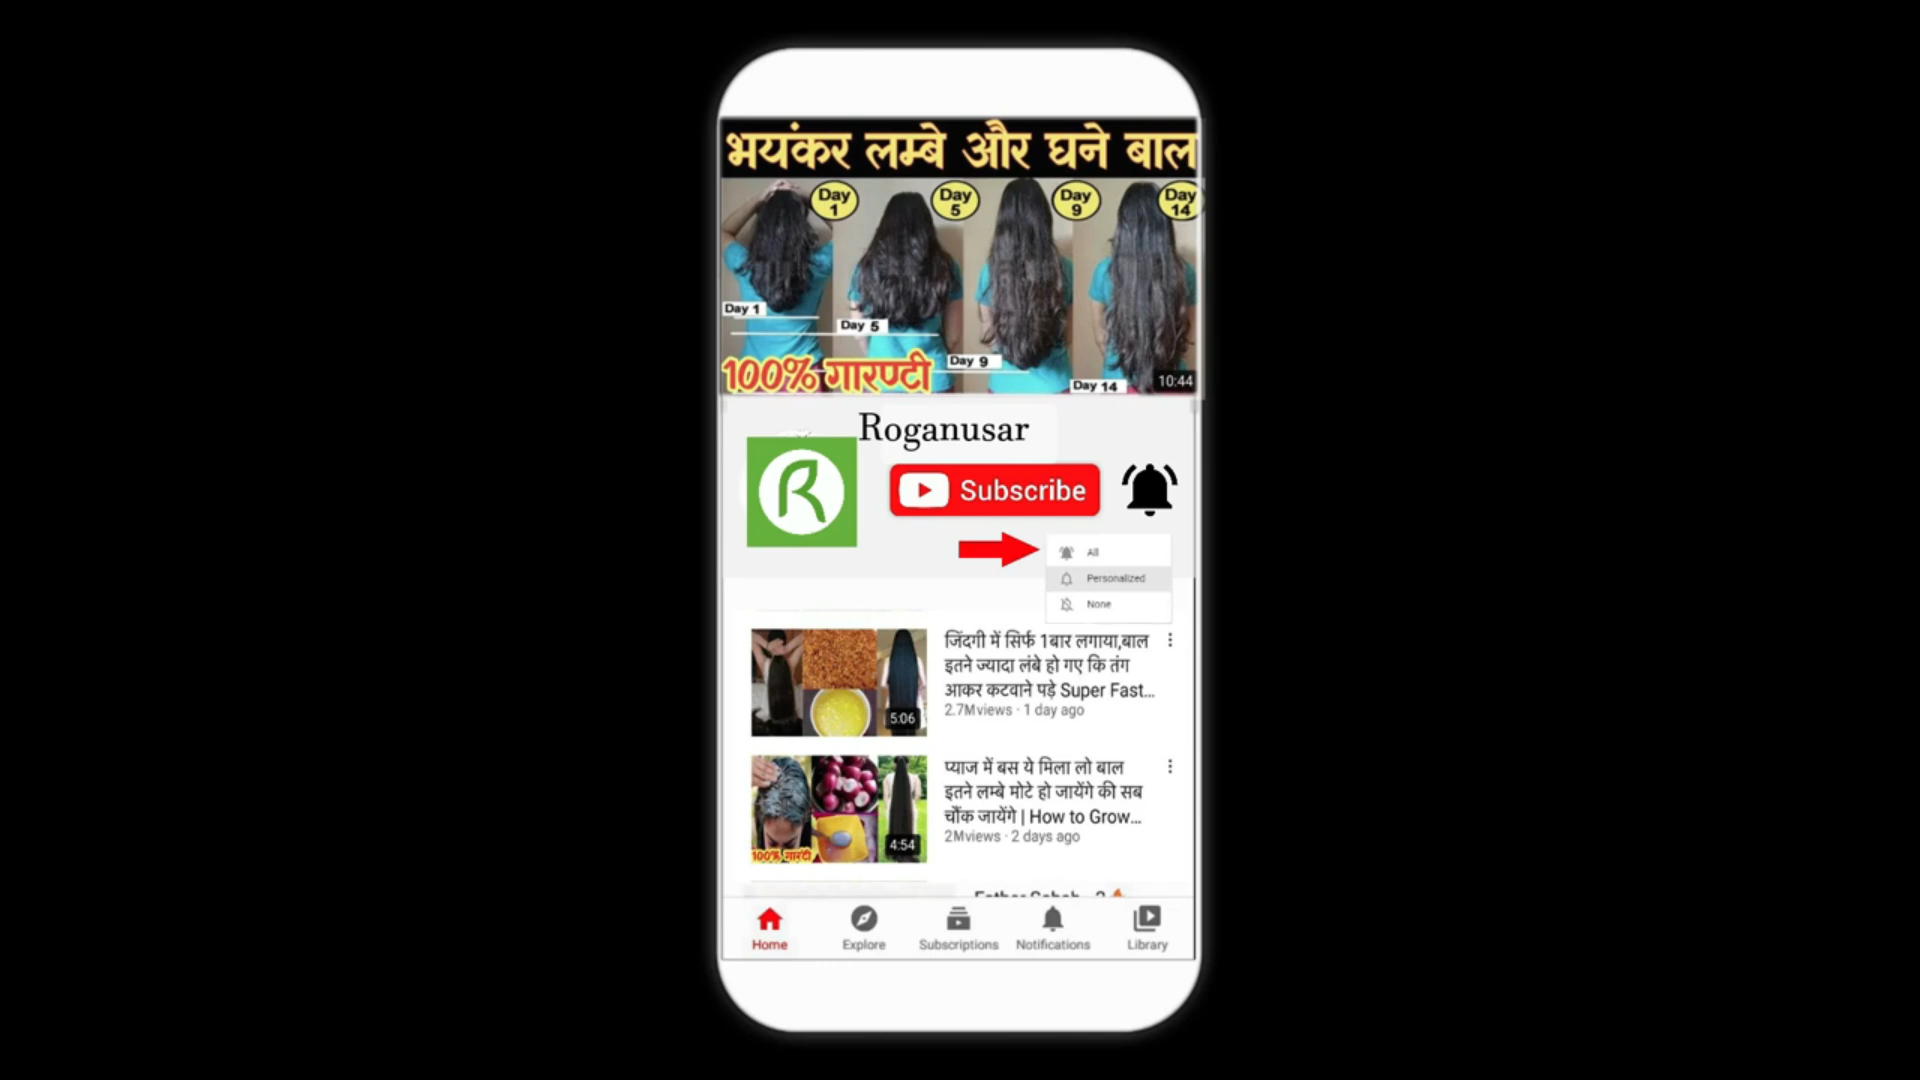 भयंकर लम्बे और घने बाल
Day 1
Day 5
Day 9
Day 14
Day 1
Day 5
Day 9
Day 14
100% गारण्टी
10:44
Roganusar
R
Subscribe
All
Personalized
None
जिंदगी में सिर्फ 1बार लगाया,बाल
इतने ज्यादा लंबे हो गए कि तंग
आकर कटवाने पड़े Super Fast...
2.7Mviews · 1 day ago
5:06
प्याज में बस ये मिला लो बाल
इतने लम्बे मोटे हो जायेंगे की सब
चौंक जायेंगे | How to Grow...
2Mviews · 2 days ago
100% गारंटी
4:54
Home
Explore
Subscriptions
Notifications
Library